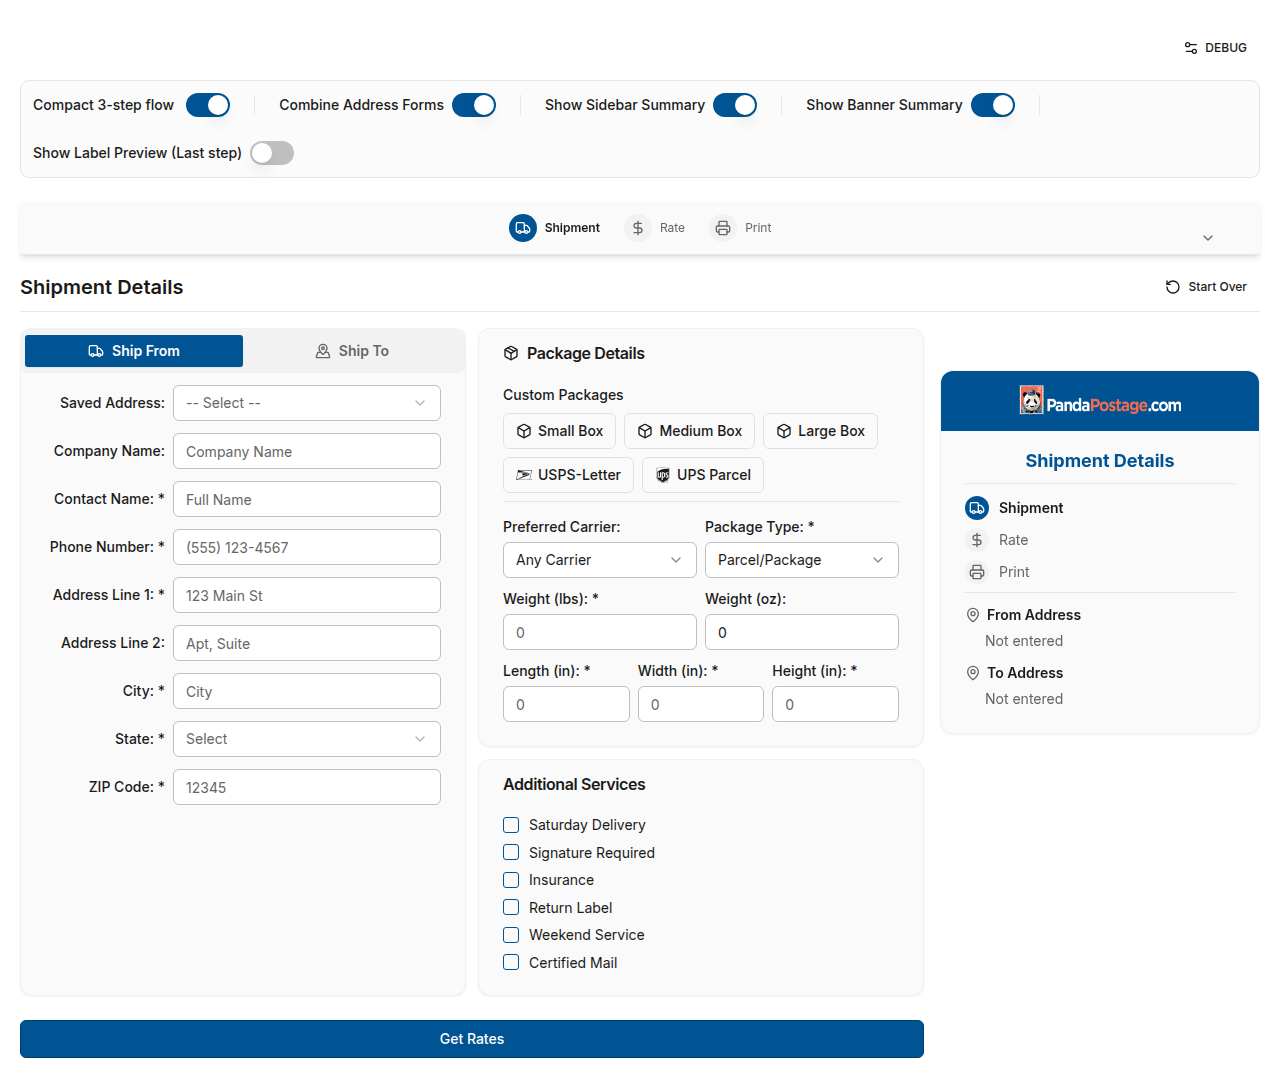 DEBUG
Compact 3-step flow
Combine Address Forms
Show Sidebar Summary
Show Banner Summary
Show Label Preview (Last step)
Shipment
Rate
Print
Shipment Details
Start Over
Ship From
Ship To
Saved Address:
-- Select --
Company Name:
Company Name
Contact Name: *
Full Name
Phone Number: *
(555) 123-4567
Address Line 1: *
123 Main St
Address Line 2:
Apt, Suite
City: *
City
State: *
Select
ZIP Code: *
12345
Package Details
Custom Packages
Small Box
Medium Box
Large Box
USPS-Letter
ups
UPS Parcel
Preferred Carrier:
Package Type: *
Any Carrier
Parcel/Package
Weight (lbs): *
Weight (oz):
0
0
Length (in): *
Width (in): *
Height (in): *
0
0
0
Additional Services
Saturday Delivery
Signature Required
Insurance
Return Label
Weekend Service
Certified Mail
Get Rates
PandaPostage.com
Shipment Details
Shipment
Rate
Print
From Address
Not entered
To Address
Not entered